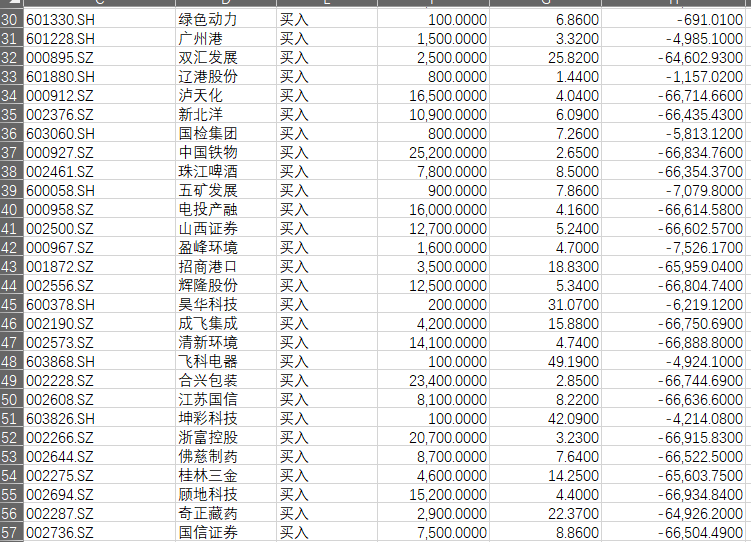 30 601330.SH 绿色动力 买入 100.0000 6.8600 -691.0100
31 601228.SH 广州港 买入 1,500.0000 3.3200 -4,985.1000
32 000895.SZ 双汇发展 买入 2,500.0000 25.8200 -64,602.9300
33 601880.SH 辽港股份 买入 800.0000 1.4400 -1,157.0200
34 000912.SZ 泸天化 买入 16,500.0000 4.0400 -66,714.6600
35 002376.SZ 新北洋 买入 10,900.0000 6.0900 -66,435.4300
36 603060.SH 国检集团 买入 800.0000 7.2600 -5,813.1200
37 000927.SZ 中国铁物 买入 25,200.0000 2.6500 -66,834.7600
38 002461.SZ 珠江啤酒 买入 7,800.0000 8.5000 -66,354.3700
39 600058.SH 五矿发展 买入 900.0000 7.8600 -7,079.8000
40 000958.SZ 电投产融 买入 16,000.0000 4.1600 -66,614.5800
41 002500.SZ 山西证券 买入 12,700.0000 5.2400 -66,602.5700
42 000967.SZ 盈峰环境 买入 1,600.0000 4.7000 -7,526.1700
43 001872.SZ 招商港口 买入 3,500.0000 18.8300 -65,959.0400
44 002556.SZ 辉隆股份 买入 12,500.0000 5.3400 -66,804.7400
45 600378.SH 昊华科技 买入 200.0000 31.0700 -6,219.1200
46 002190.SZ 成飞集成 买入 4,200.0000 15.8800 -66,750.6900
47 002573.SZ 清新环境 买入 14,100.0000 4.7400 -66,888.8000
48 603868.SH 飞科电器 买入 100.0000 49.1900 -4,924.1000
49 002228.SZ 合兴包装 买入 23,400.0000 2.8500 -66,744.6900
50 002608.SZ 江苏国信 买入 8,100.0000 8.2200 -66,636.6000
51 603826.SH 坤彩科技 买入 100.0000 42.0900 -4,214.0800
52 002266.SZ 浙富控股 买入 20,700.0000 3.2300 -66,915.8300
53 002644.SZ 佛慈制药 买入 8,700.0000 7.6400 -66,522.5000
54 002275.SZ 桂林三金 买入 4,600.0000 14.2500 -65,603.7500
55 002694.SZ 顾地科技 买入 15,200.0000 4.4000 -66,934.8400
56 002287.SZ 奇正藏药 买入 2,900.0000 22.3700 -64,926.2000
57 002736.SZ 国信证券 买入 7,500.0000 8.8600 -66,504.4900